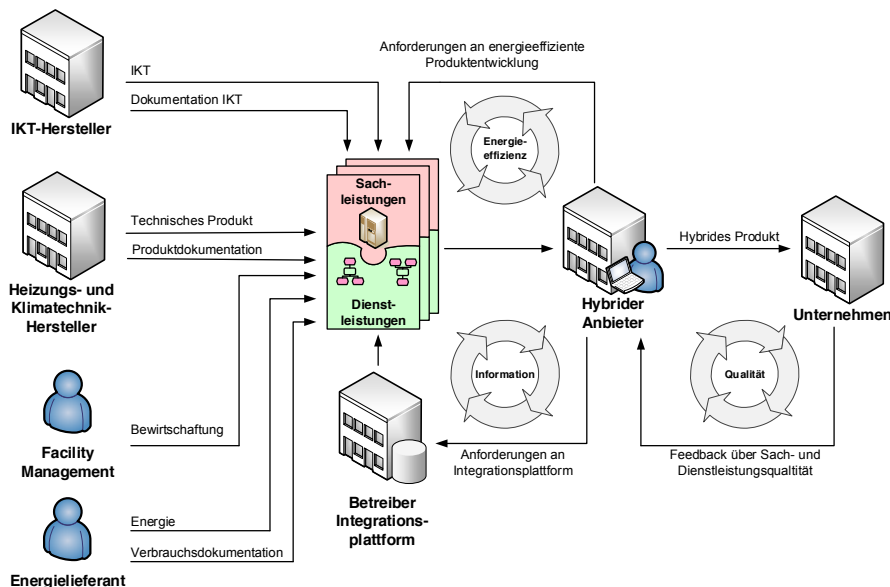 Anforderungen an energieeffiziente
Produktentwicklung
IKT
Dokumentation IKT
IKT-Hersteller
Energie-
effizienz
Sach-
leistungen
Technisches Produkt
Produktdokumentation
Heizungs- und
Klimatechnik-
Hersteller
Dienst-
leistungen
Hybrides Produkt
Hybrider
Anbieter
Unternehmen
Information
Qualität
Bewirtschaftung
Facility
Management
Anforderungen an
Integrationsplattform
Feedback über Sach- und
Dienstleistungsqualtität
Betreiber
Integrations-
plattform
Energie
Verbrauchsdokumentation
Energielieferant